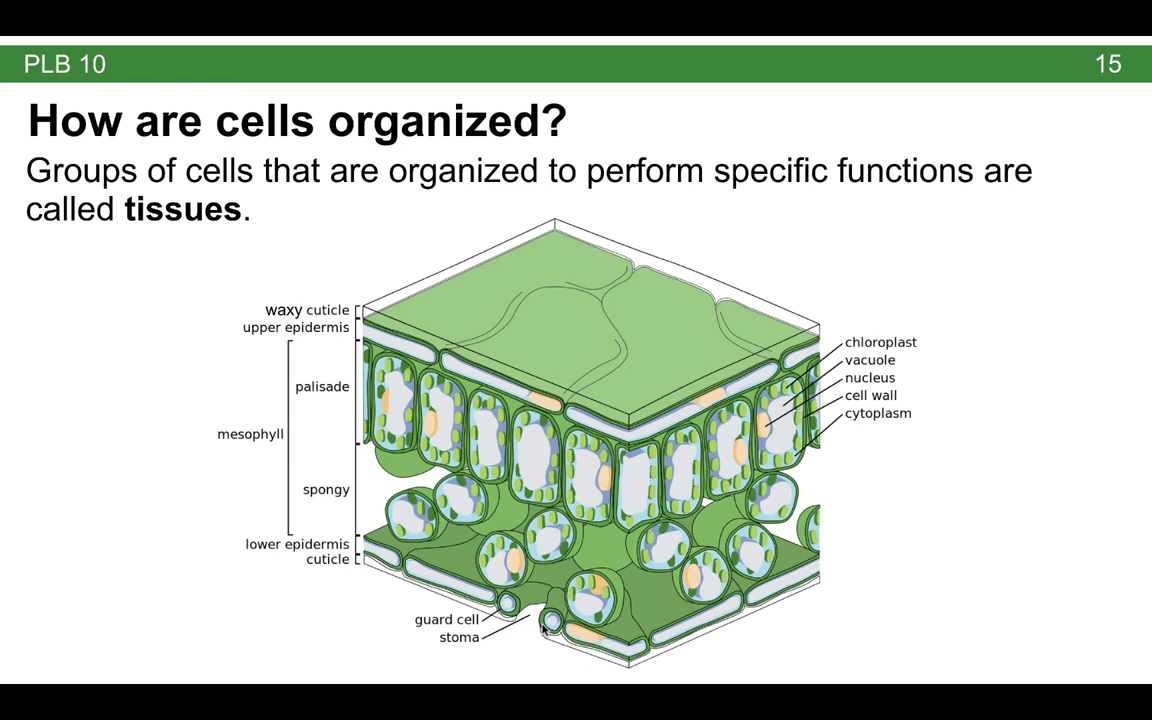 PLB 10
15
How are cells organized?
Groups of cells that are organized to perform specific functions are
called tissues.
waxy cuticle
upper epidermis
palisade
mesophyll
spongy
lower epidermis
cuticle
guard cell
stoma
chloroplast
vacuole
nucleus
cell wall
cytoplasm